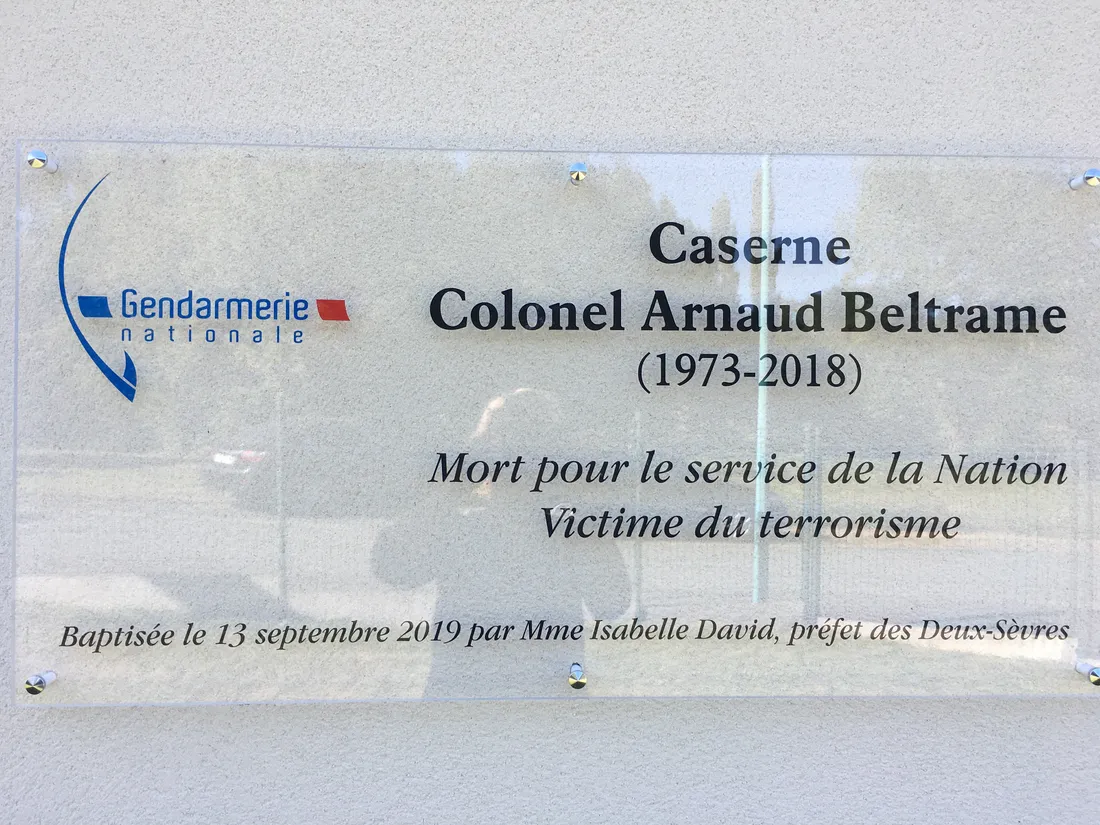 Gendarmerie
nationale
Caserne
Colonel Arnaud Beltrame
(1973-2018)
Mort pour le service de la Nation
Victime du terrorisme
Baptisée le 13 septembre 2019 par Mme Isabelle David, préfet des Deux-Sèvres